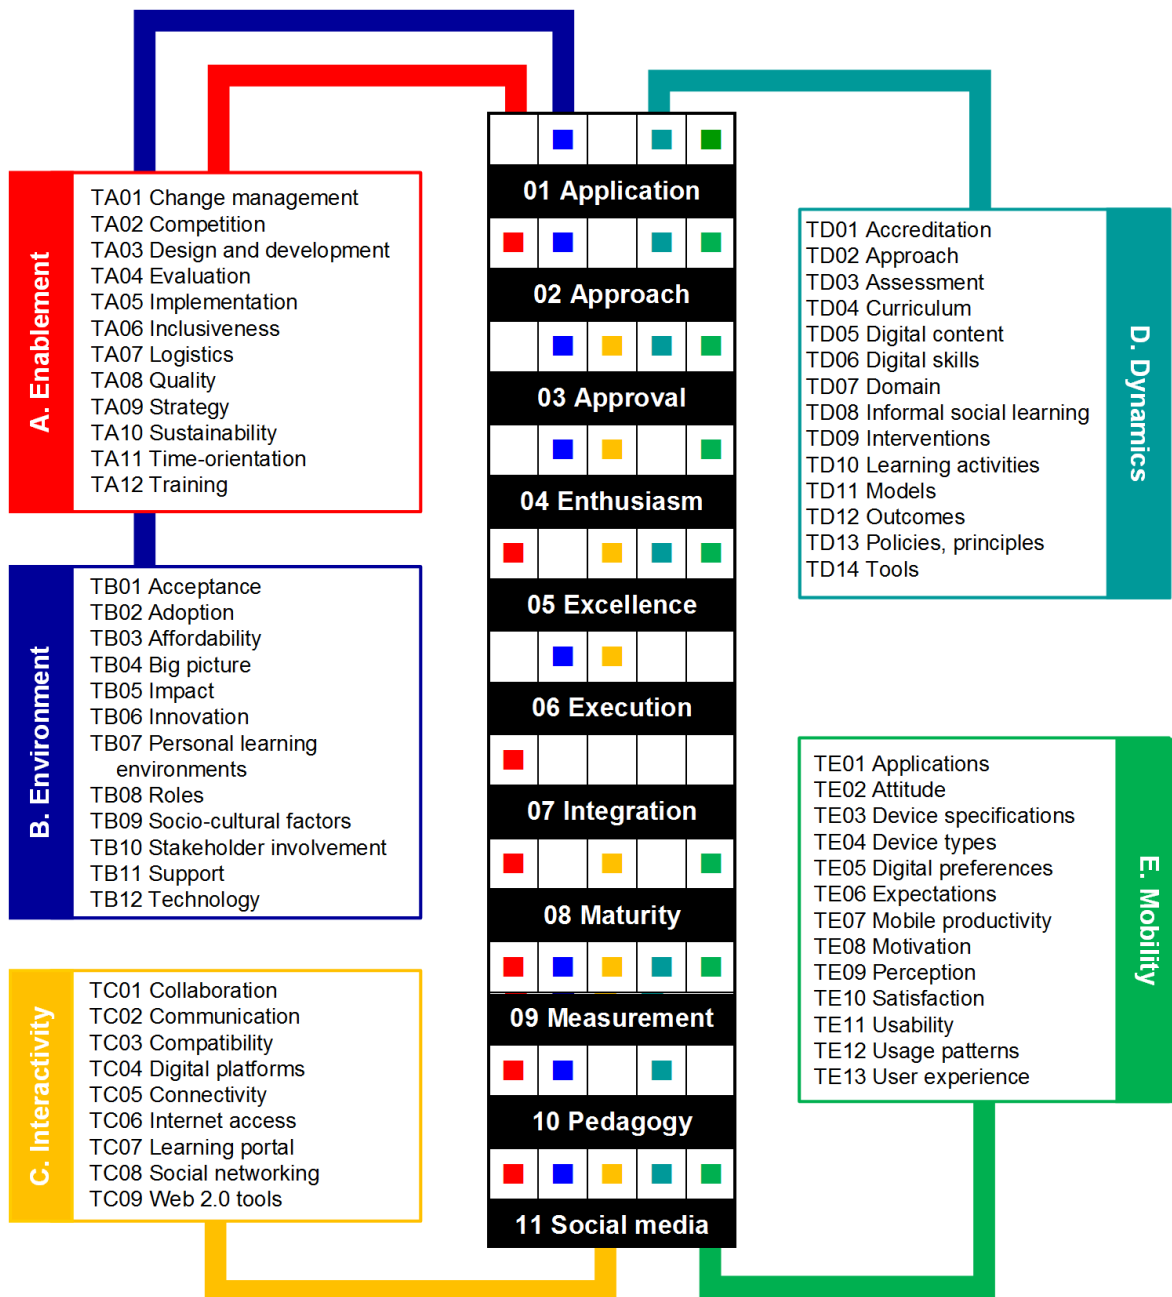 A. Enablement
TA01 Change management
TA02 Competition
TA03 Design and development
TA04 Evaluation
TA05 Implementation
TA06 Inclusiveness
TA07 Logistics
TA08 Quality
TA09 Strategy
TA10 Sustainability
TA11 Time-orientation
TA12 Training
B. Environment
TB01 Acceptance
TB02 Adoption
TB03 Affordability
TB04 Big picture
TB05 Impact
TB06 Innovation
TB07 Personal learning
environments
TB08 Roles
TB09 Socio-cultural factors
TB10 Stakeholder involvement
TB11 Support
TB12 Technology
C. Interactivity
TC01 Collaboration
TC02 Communication
TC03 Compatibility
TC04 Digital platforms
TC05 Connectivity
TC06 Internet access
TC07 Learning portal
TC08 Social networking
TC09 Web 2.0 tools
01 Application
02 Approach
03 Approval
04 Enthusiasm
05 Excellence
06 Execution
07 Integration
08 Maturity
09 Measurement
10 Pedagogy
11 Social media
TD01 Accreditation
TD02 Approach
TD03 Assessment
TD04 Curriculum
TD05 Digital content
TD06 Digital skills
TD07 Domain
TD08 Informal social learning
TD09 Interventions
TD10 Learning activities
TD11 Models
TD12 Outcomes
TD13 Policies, principles
TD14 Tools
D. Dynamics
TE01 Applications
TE02 Attitude
TE03 Device specifications
TE04 Device types
TE05 Digital preferences
TE06 Expectations
TE07 Mobile productivity
TE08 Motivation
TE09 Perception
TE10 Satisfaction
TE11 Usability
TE12 Usage patterns
TE13 User experience
E. Mobility